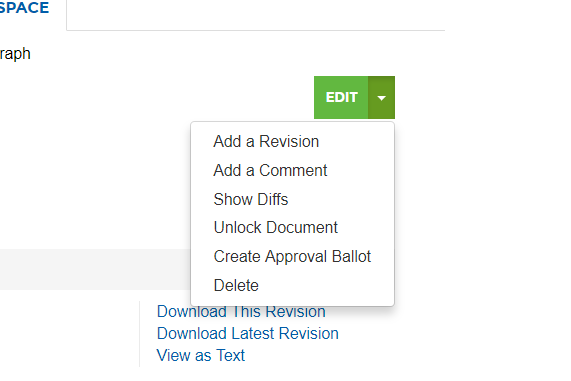 SPACE
raph
EDIT
Add a Revision
Add a Comment
Show Diffs
Unlock Document
Create Approval Ballot
Delete
Download This Revision
Download Latest Revision
View as Text